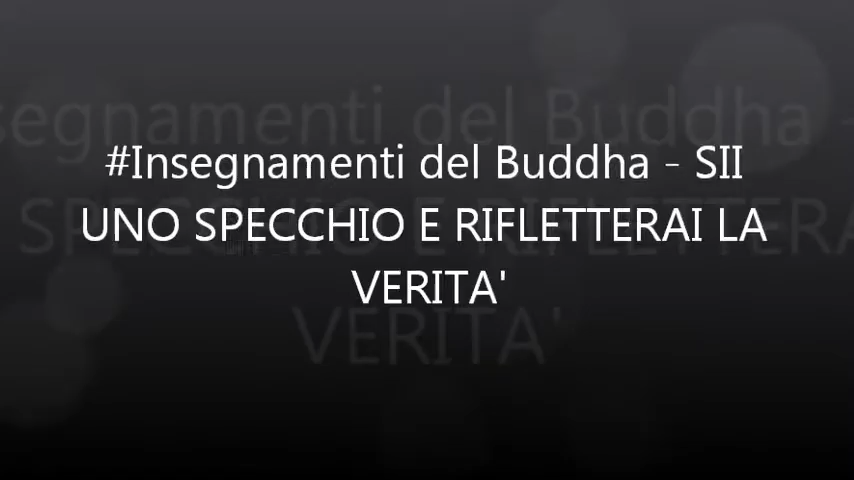 #Insegnamenti del Buddha - SII
UNO SPECCHIO E RIFLETTERAI LA
VERITA'